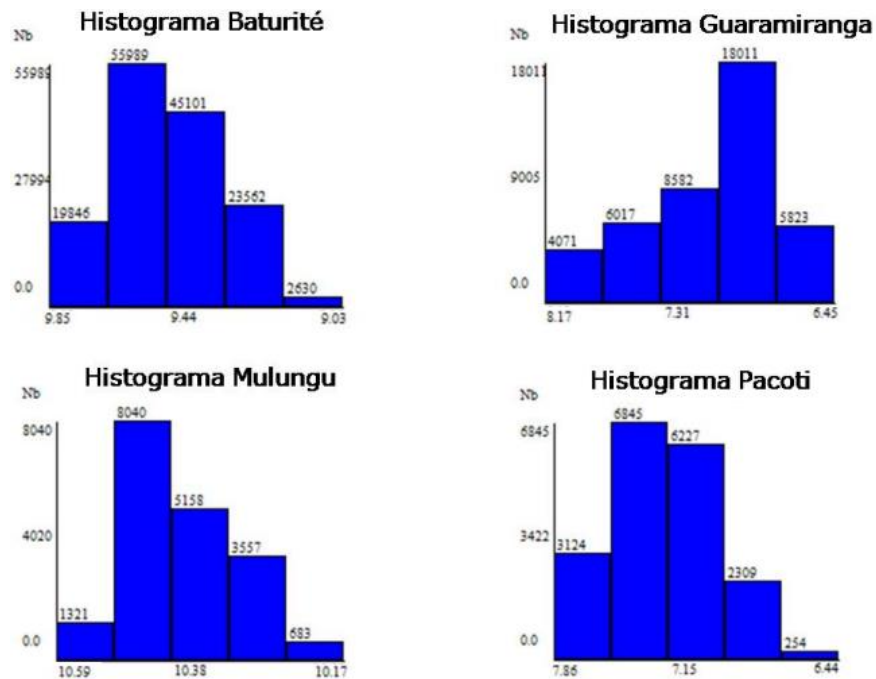 Histograma Baturité
Nb
55989
55989
45101
27994
23562
19846
2630
0.0
9.85 9.44 9.03
Histograma Guaramiranga
Nb
18011
18011
9005
8582
6017
5823
4071
0.0
8.17 7.31 6.45
Histograma Mulungu
Nb
8040
8040
5158
4020
3557
1321
683
0.0
10.59 10.38 10.17
Histograma Pacoti
Nb
6845
6845
6227
3422
3124
2309
254
0.0
7.86 7.15 6.44